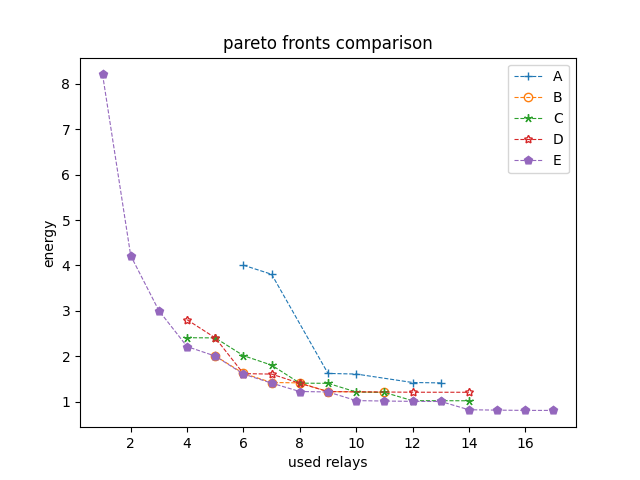 pareto fronts comparison
A
B
C
D
E
energy
8
7
6
5
4
3
2
1
2 4 6 8 10 12 14 16
used relays